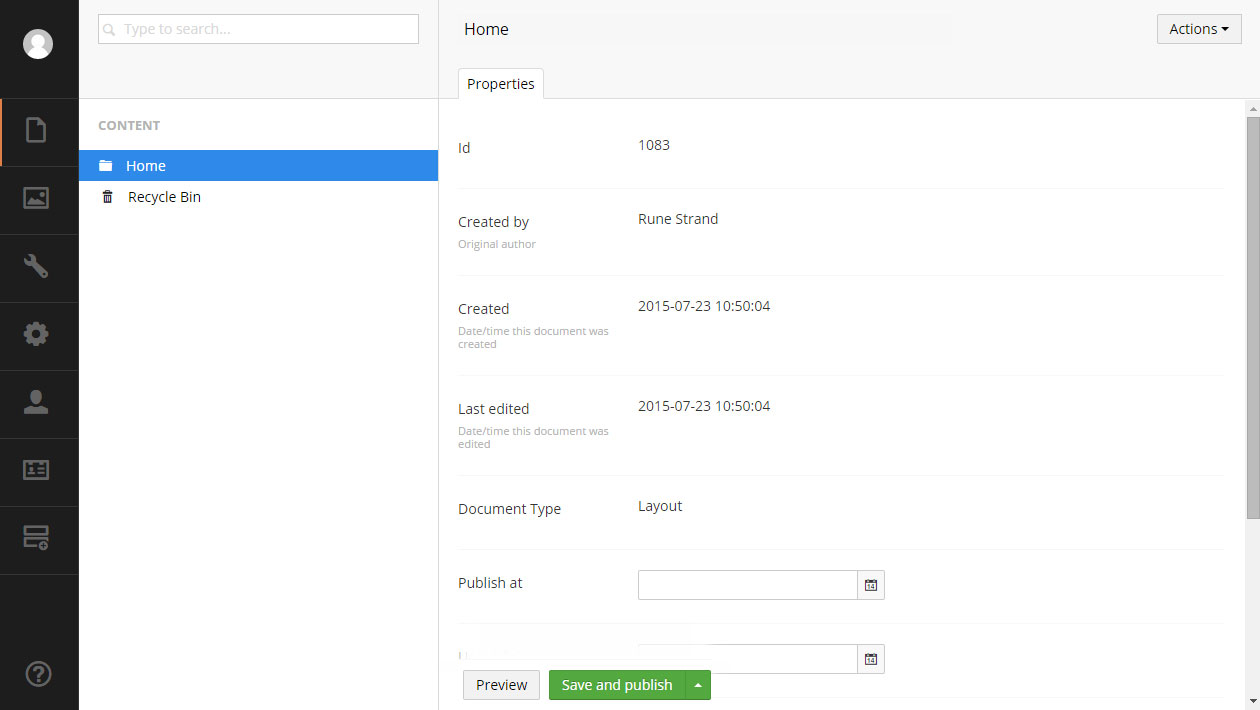 Type to search...
Home
Actions
Properties
CONTENT
Home
Recycle Bin
Id
1083
Created by
Rune Strand
Original author
Created
2015-07-23 10:50:04
Date/time this document was
created
Last edited
2015-07-23 10:50:04
Date/time this document was
edited
Document Type
Layout
Publish at
14
14
Preview
Save and publish